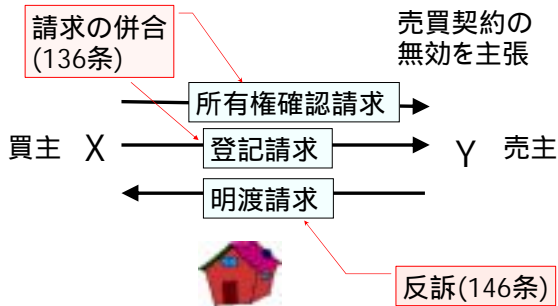 請求の併合
(136条)
売買契約の
無効を主張
所有権確認請求
買主 X
登記請求
Y 売主
明渡請求
反訴(146条)